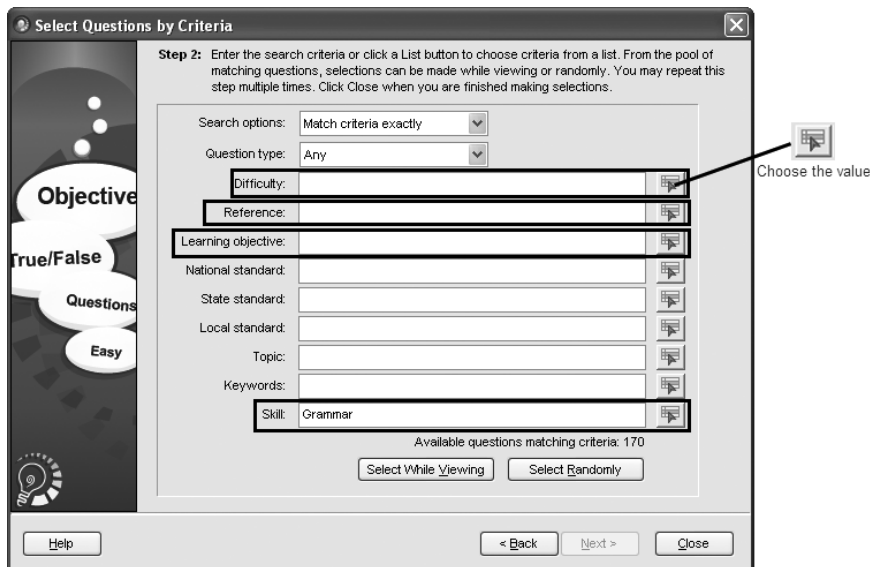 Select Questions by Criteria
Step 2: Enter the search criteria or click a List button to choose criteria from a list. From the pool of
matching questions, selections can be made while viewing or randomly. You may repeat this
step multiple times. Click Close when you are finished making selections.
Search options: Match criteria exactly
Question type: Any
Difficulty:
Choose the value
Reference:
Learning objective:
National standard:
State standard:
Local standard:
Topic:
Keywords:
Skill: Grammar
Available questions matching criteria: 170
Select While Viewing Select Randomly
Objective
True/False
Questions
Easy
Help < Back Next > Close